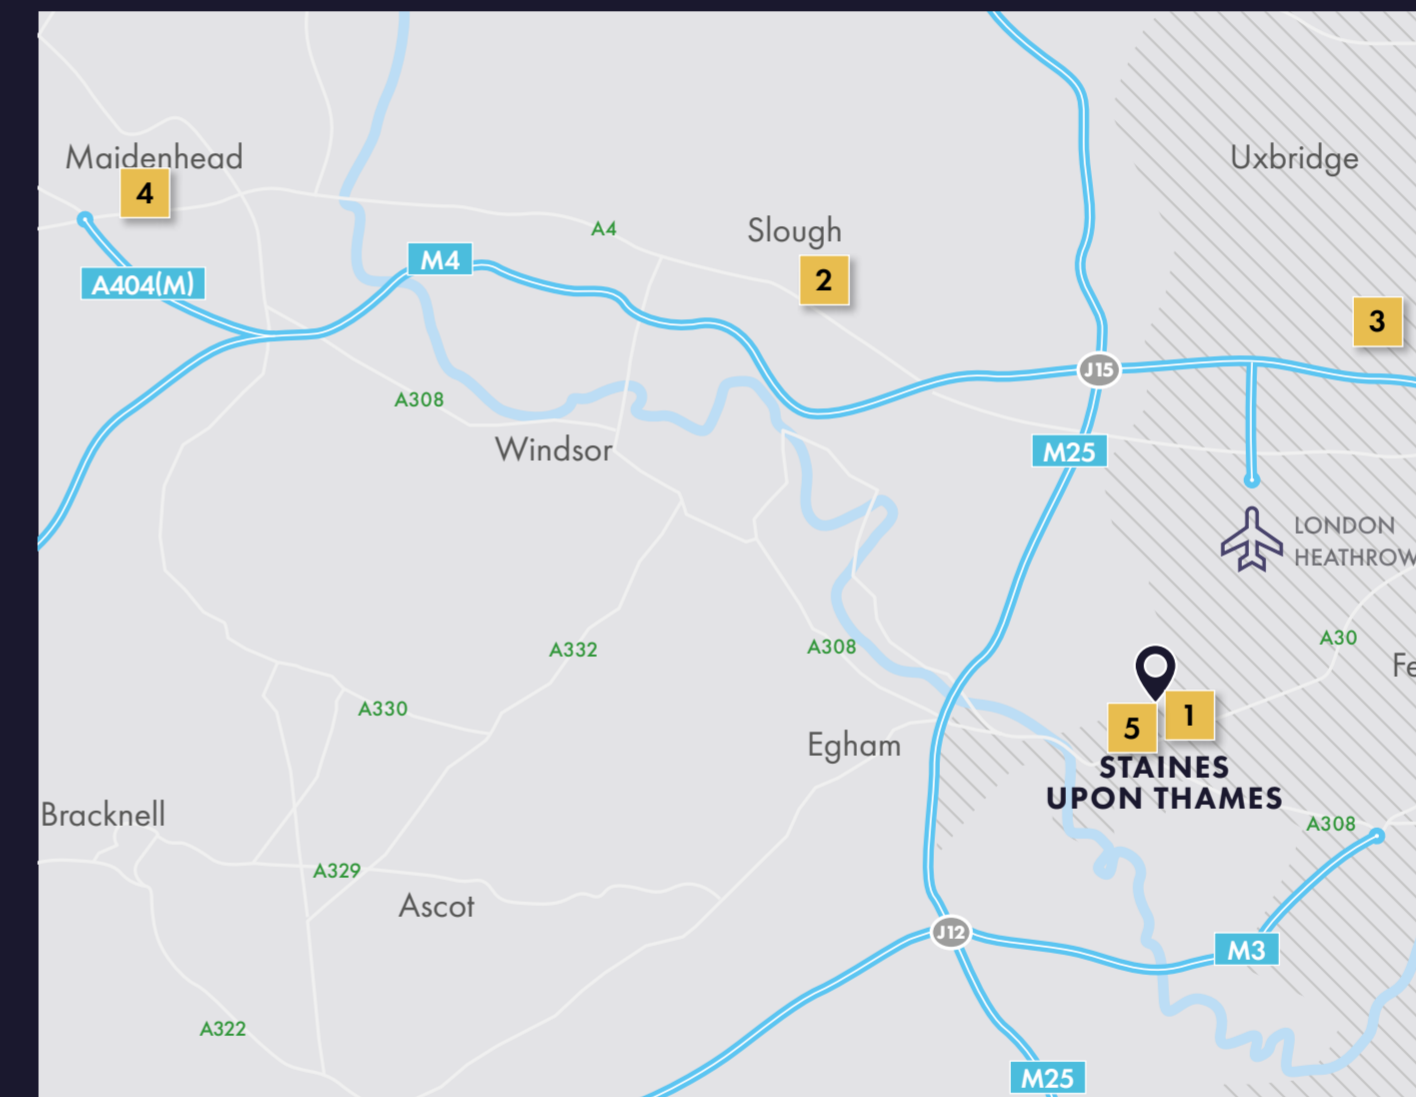 Maidenhead
Uxbridge
4
A4
Slough
M4
2
A404(M)
3
J15
A308
Windsor
M25
LONDON
HEATHROW
A30
A332
A308
A330
5
1
Egham
STAINES
UPON THAMES
Bracknell
A308
A329
Ascot
J12
M3
A322
M25